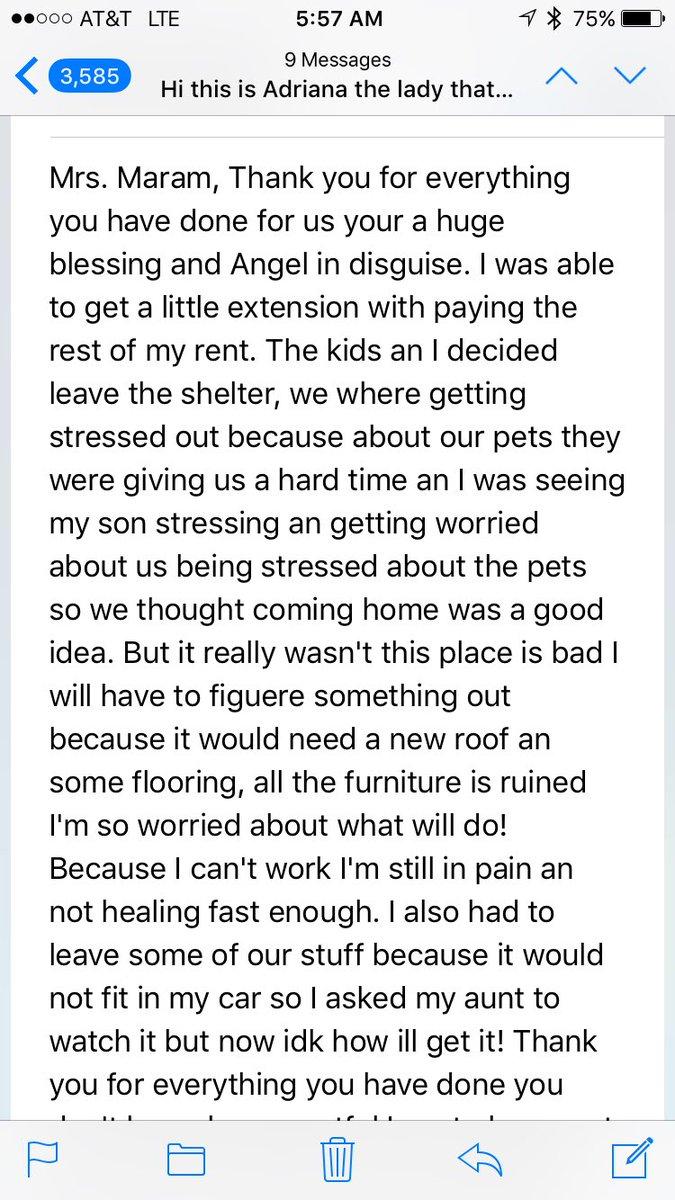 AT&T LTE 5:57 AM 75%
9 Messages
3,585
Hi this is Adriana the lady that...
Mrs. Maram, Thank you for everything
you have done for us your a huge
blessing and Angel in disguise. I was able
to get a little extension with paying the
rest of my rent. The kids an I decided
leave the shelter, we where getting
stressed out because about our pets they
were giving us a hard time an I was seeing
my son stressing an getting worried
about us being stressed about the pets
so we thought coming home was a good
idea. But it really wasn't this place is bad I
will have to figuere something out
because it would need a new roof an
some flooring, all the furniture is ruined
I'm so worried about what will do!
Because I can't work I'm still in pain an
not healing fast enough. I also had to
leave some of our stuff because it would
not fit in my car so I asked my aunt to
watch it but now idk how ill get it! Thank
you for everything you have done you